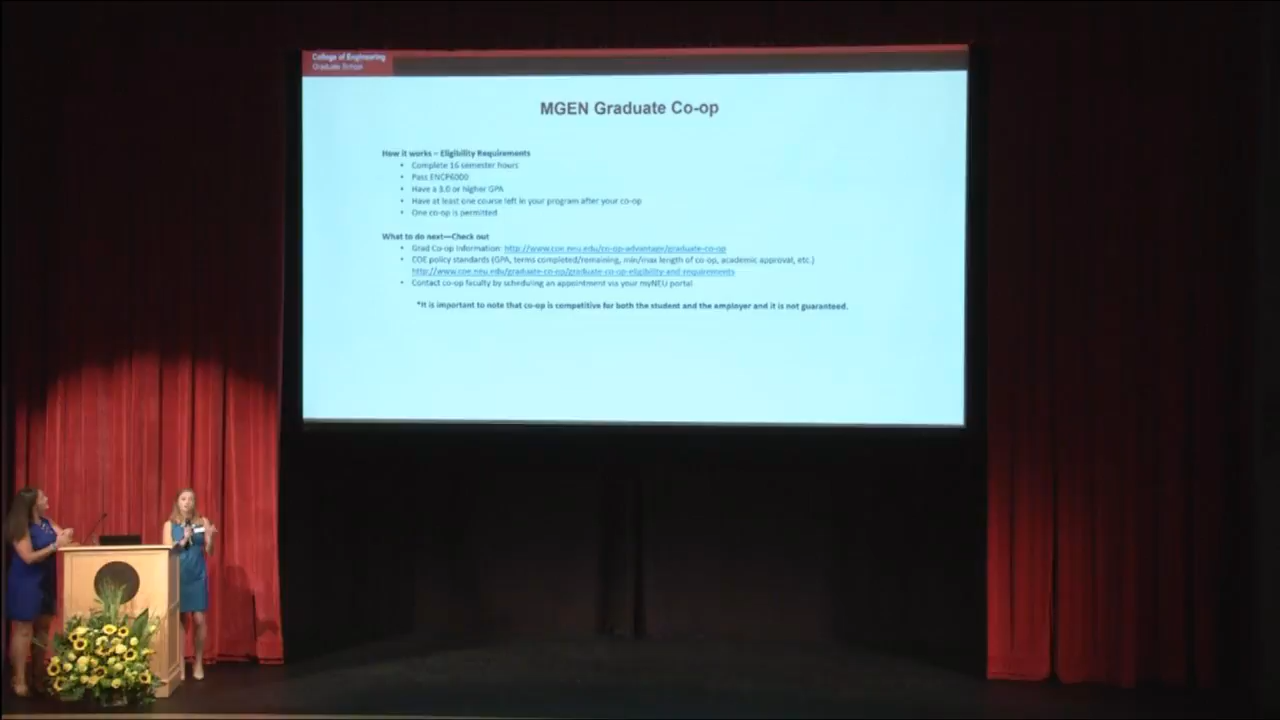 College of Engineering
Graduate School
MGEN Graduate Co-op
How it works – Eligibility Requirements
• Complete 16 semester hours
• Pass ENCP6000
• Have a 3.0 or higher GPA
• Have at least one course left in your program after your co-op
• One co-op is permitted
What to do next—Check out
• Grad Co-op Information: http://www.coe.neu.edu/co-op-advantage/graduate-co-op
• COE policy standards (GPA, terms completed/remaining, min/max length of co-op, academic approval, etc.)
http://www.coe.neu.edu/graduate-co-op/graduate-co-op-eligibility-and-requirements
• Contact co-op faculty by scheduling an appointment via your myNEU portal
*It is important to note that co-op is competitive for both the student and the employer and it is not guaranteed.